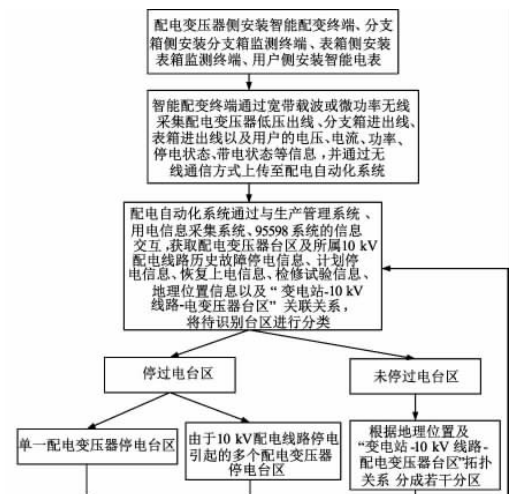 配电变压器侧安装智能配变终端、分支
箱侧安装分支箱监测终端、表箱侧安装
表箱监测终端、用户侧安装智能电表
智能配变终端通过宽带载波或微功率无线
采集配电变压器低压出线、分支箱进出线、
表箱进出线以及用户的电压、电流、功率、
停电状态、带电状态等信息,并通过无
线通信方式上传至配电自动化系统
配电自动化系统通过与生产管理系统、
用电信息采集系统、95598系统的信息
交互,获取配电变压器台区及所属10 kV
配电线路历史故障停电信息、计划停
电信息、恢复上电信息、检修试验信息、
地理位置信息以及“变电站-10 kV
线路-电变压器台区”关联关系,
将待识别台区进行分类
停过电台区
未停过电台区
单一配电变压器停电台区
由于10 kV配电线路停电
引起的多个配电变压器
停电台区
根据地理位置及
“变电站-10 kV 线路-
配电变压器台区”拓扑
关系 分成若干分区